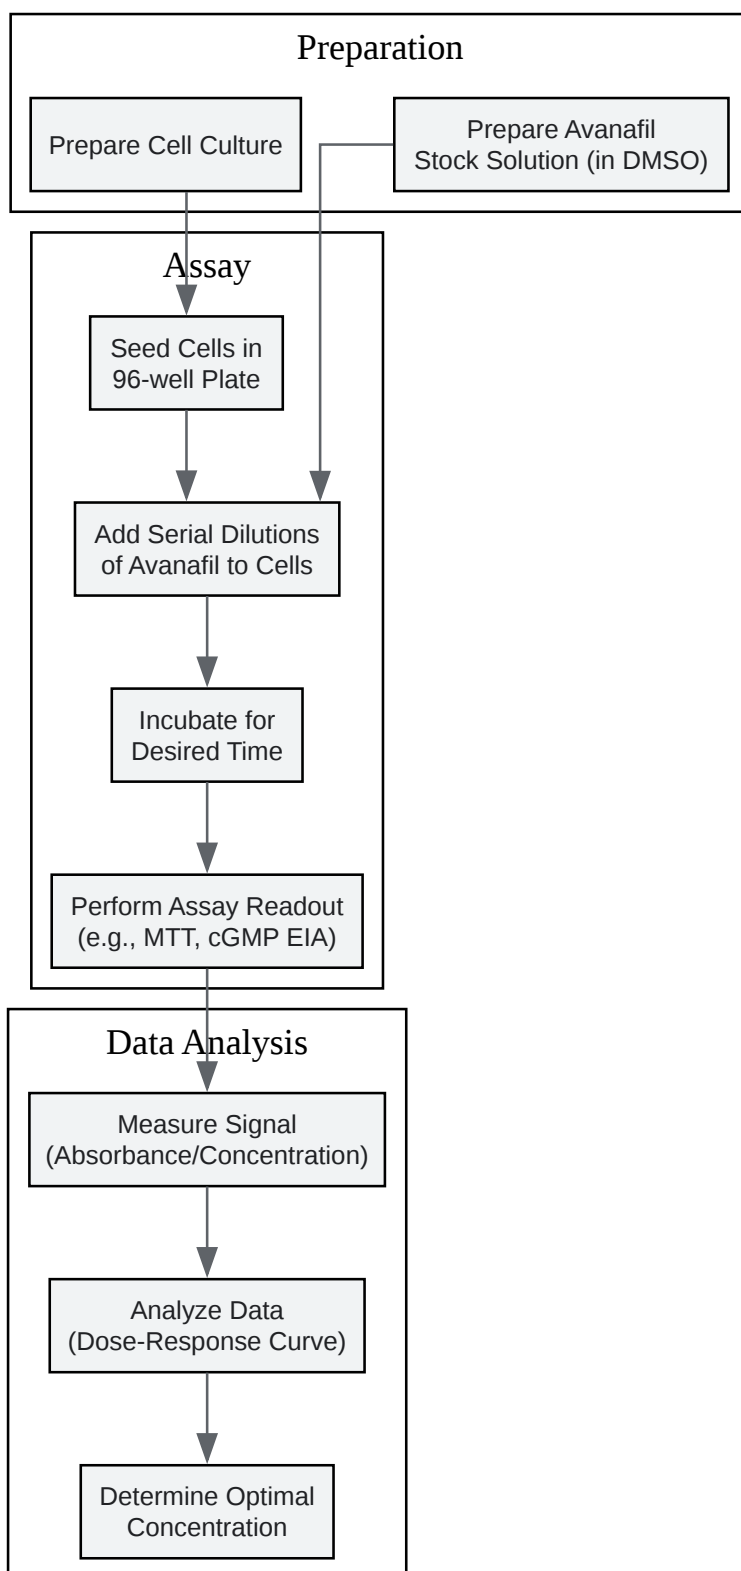 Preparation
Prepare Cell Culture
Prepare Avanafil
Stock Solution (in DMSO)
Assay
Seed Cells in
96-well Plate
Add Serial Dilutions
of Avanafil to Cells
Incubate for
Desired Time
Perform Assay Readout
(e.g., MTT, cGMP EIA)
Data Analysis
Measure Signal
(Absorbance/Concentration)
Analyze Data
(Dose-Response Curve)
Determine Optimal
Concentration